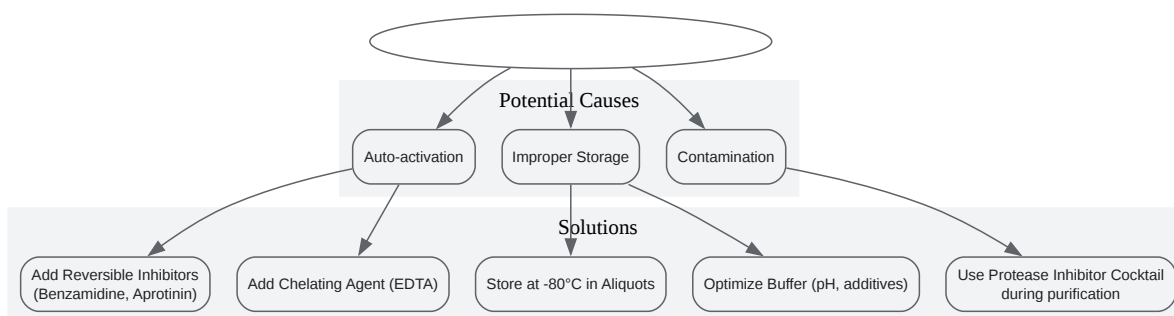 Potential Causes
Auto-activation
Improper Storage
Contamination
Solutions
Add Reversible Inhibitors
(Benzamidine, Aprotinin)
Add Chelating Agent (EDTA)
Store at -80°C in Aliquots
Optimize Buffer (pH, additives)
Use Protease Inhibitor Cocktail
during purification